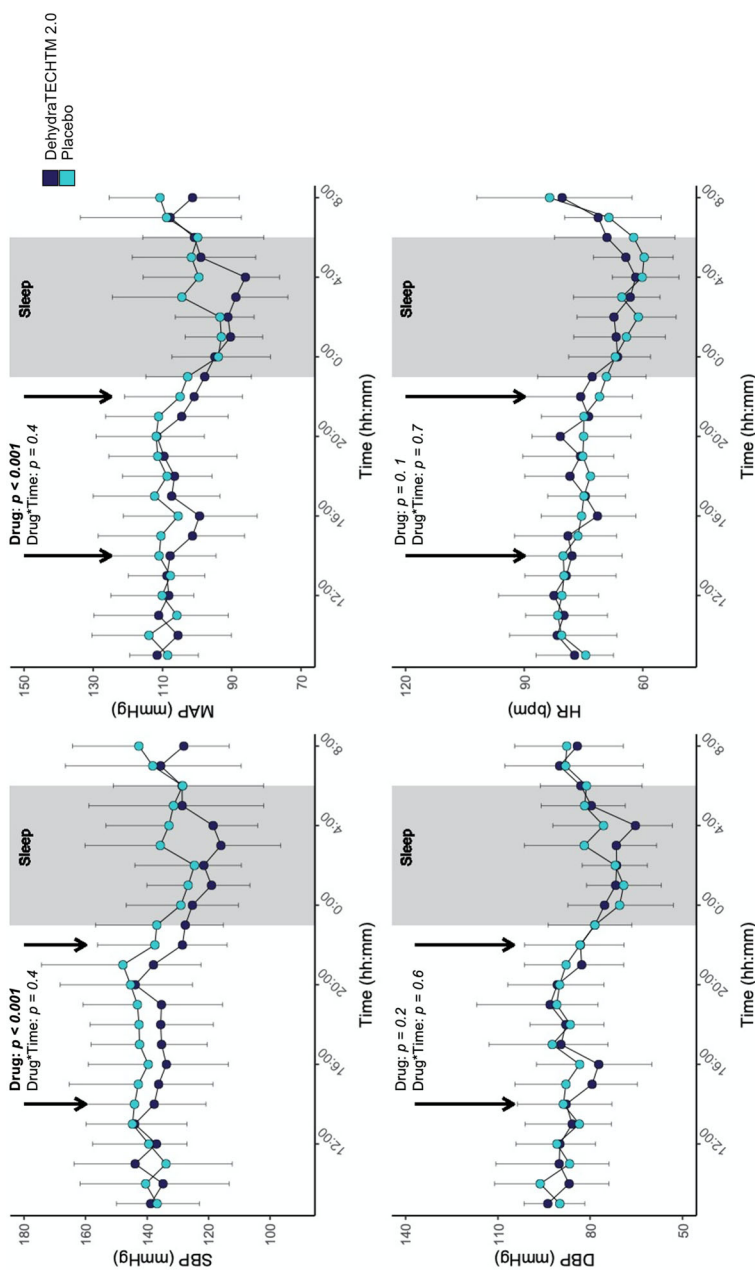 DehydraTECHTM 2.0
Placebo
Drug: p < 0.001
Drug*Time: p = 0.4
Sleep
180
160
140
120
100
SBP (mmHg)
12:00
16:00
20:00
0:00
4:00
8:00
Time (hh:mm)
Drug: p < 0.001
Drug*Time: p = 0.4
Sleep
150
130
110
90
70
MAP (mmHg)
12:00
16:00
20:00
0:00
4:00
8:00
Time (hh:mm)
Drug: p = 0.2
Drug*Time: p = 0.6
Sleep
140
110
80
50
DBP (mmHg)
12:00
16:00
20:00
0:00
4:00
8:00
Time (hh:mm)
Drug: p = 0. 1
Drug*Time: p = 0.7
Sleep
120
90
60
HR (bpm)
12:00
16:00
20:00
0:00
4:00
8:00
Time (hh:mm)